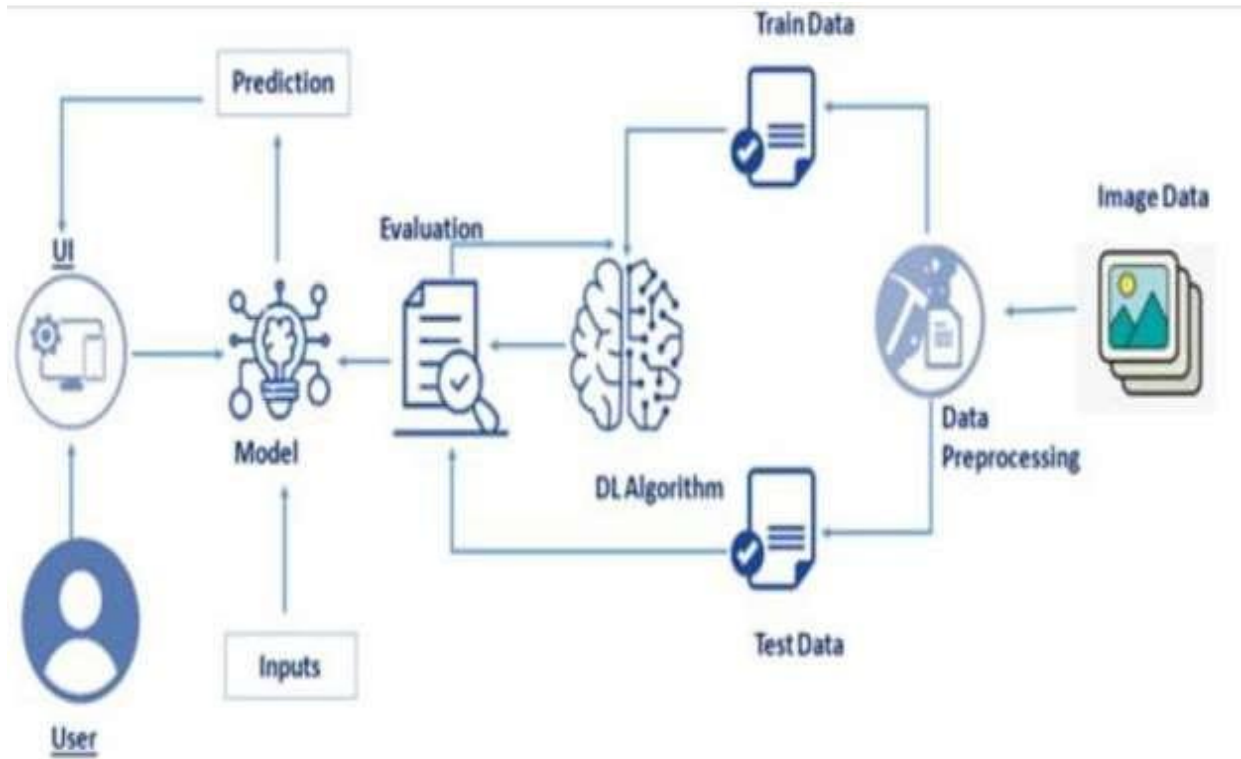 Train Data
Prediction
Image Data
Evaluation
UI
Data
Preprocessing
Model
DL Algorithm
Test Data
Inputs
User